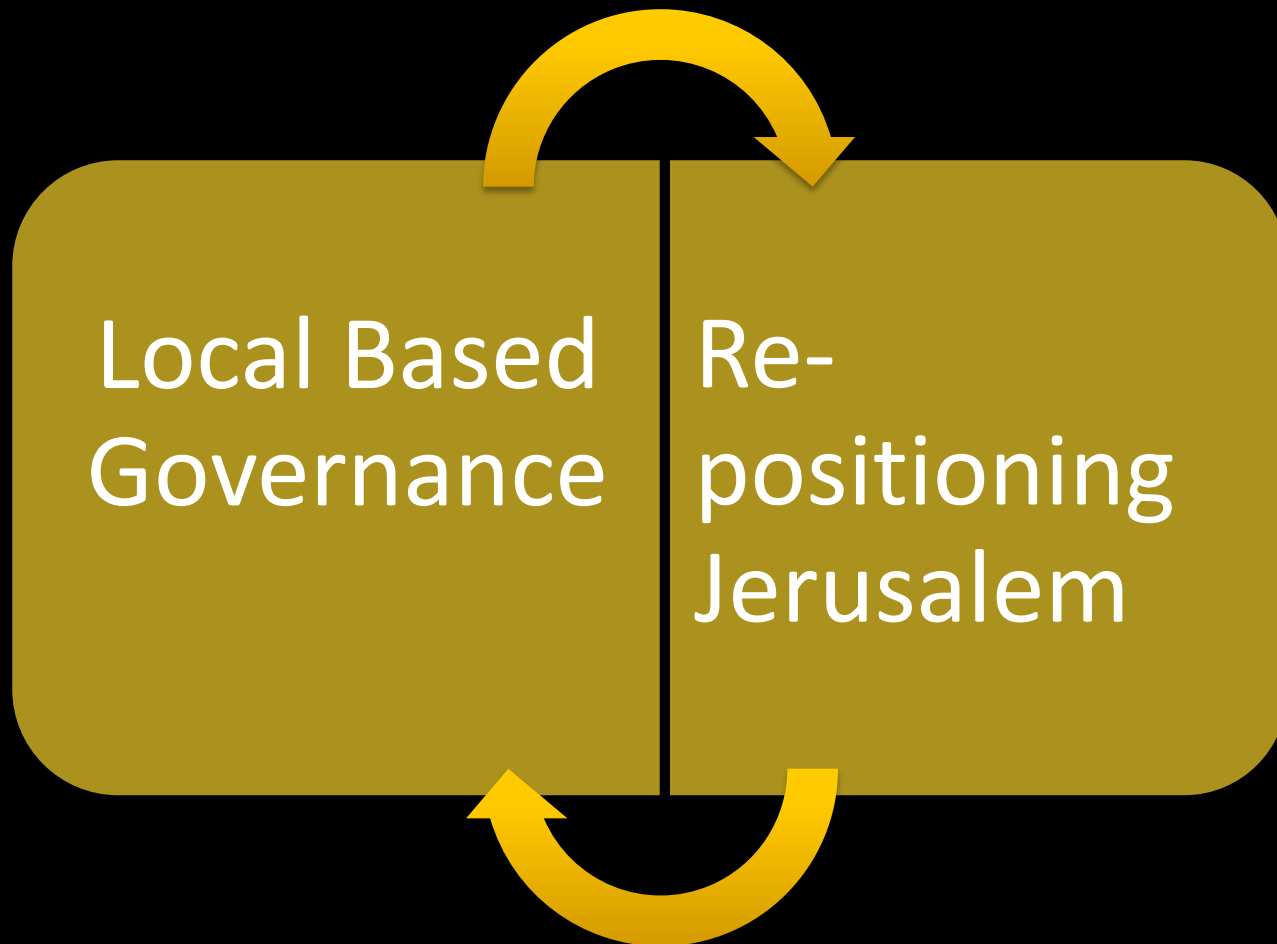 Local Based
Governance
Re-
positioning
Jerusalem